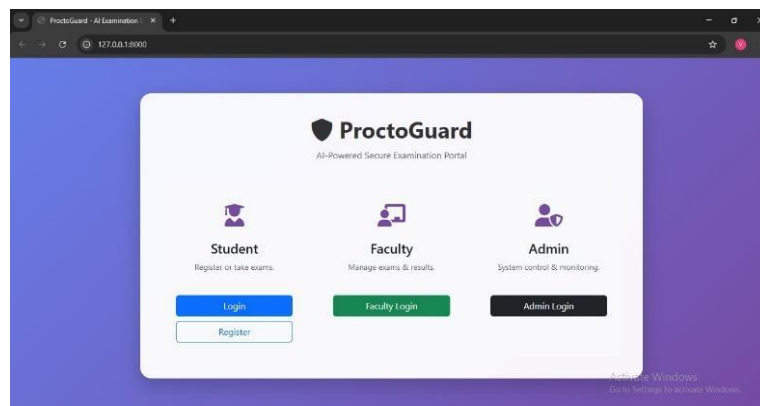 ProctoGuard - AI Examination
127.0.0.1:8000
ProctoGuard
AI-Powered Secure Examination Portal
Student
Register or take exams.
Login
Register
Faculty
Manage exams & results.
Faculty Login
Admin
System control & monitoring.
Admin Login
Activate Windows
Go to Settings to activate Windows.